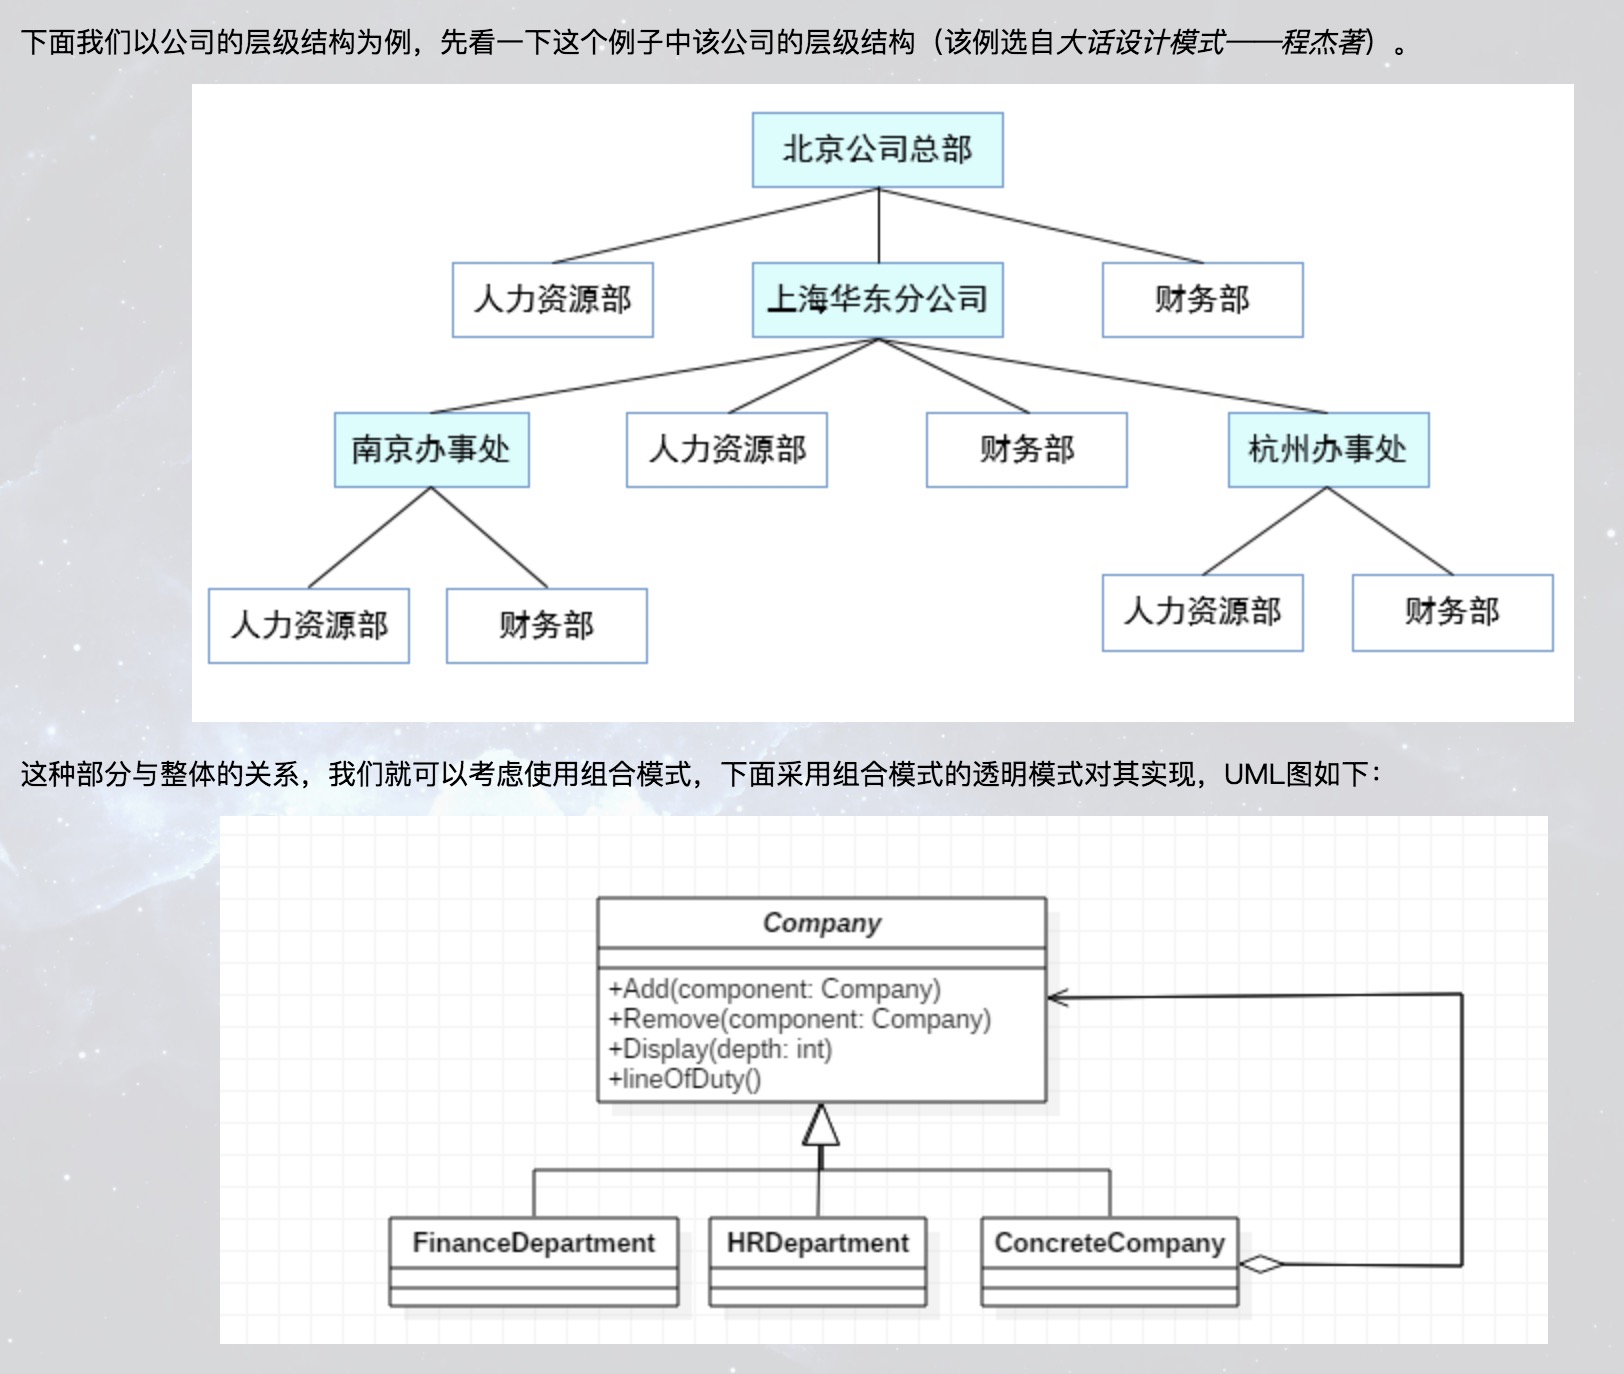 下面我们以公司的层级结构为例，先看一下这个例子中该公司的层级结构（该例选自大话设计模式——程杰著）。
北京公司总部
人力资源部
上海华东分公司
财务部
南京办事处
人力资源部
财务部
杭州办事处
人力资源部
财务部
人力资源部
财务部
这种部分与整体的关系，我们就可以考虑使用组合模式，下面采用组合模式的透明模式对其实现，UML图如下：
Company
+Add(component: Company)
+Remove(component: Company)
+Display(depth: int)
+lineOfDuty()
FinanceDepartment
HRDepartment
ConcreteCompany